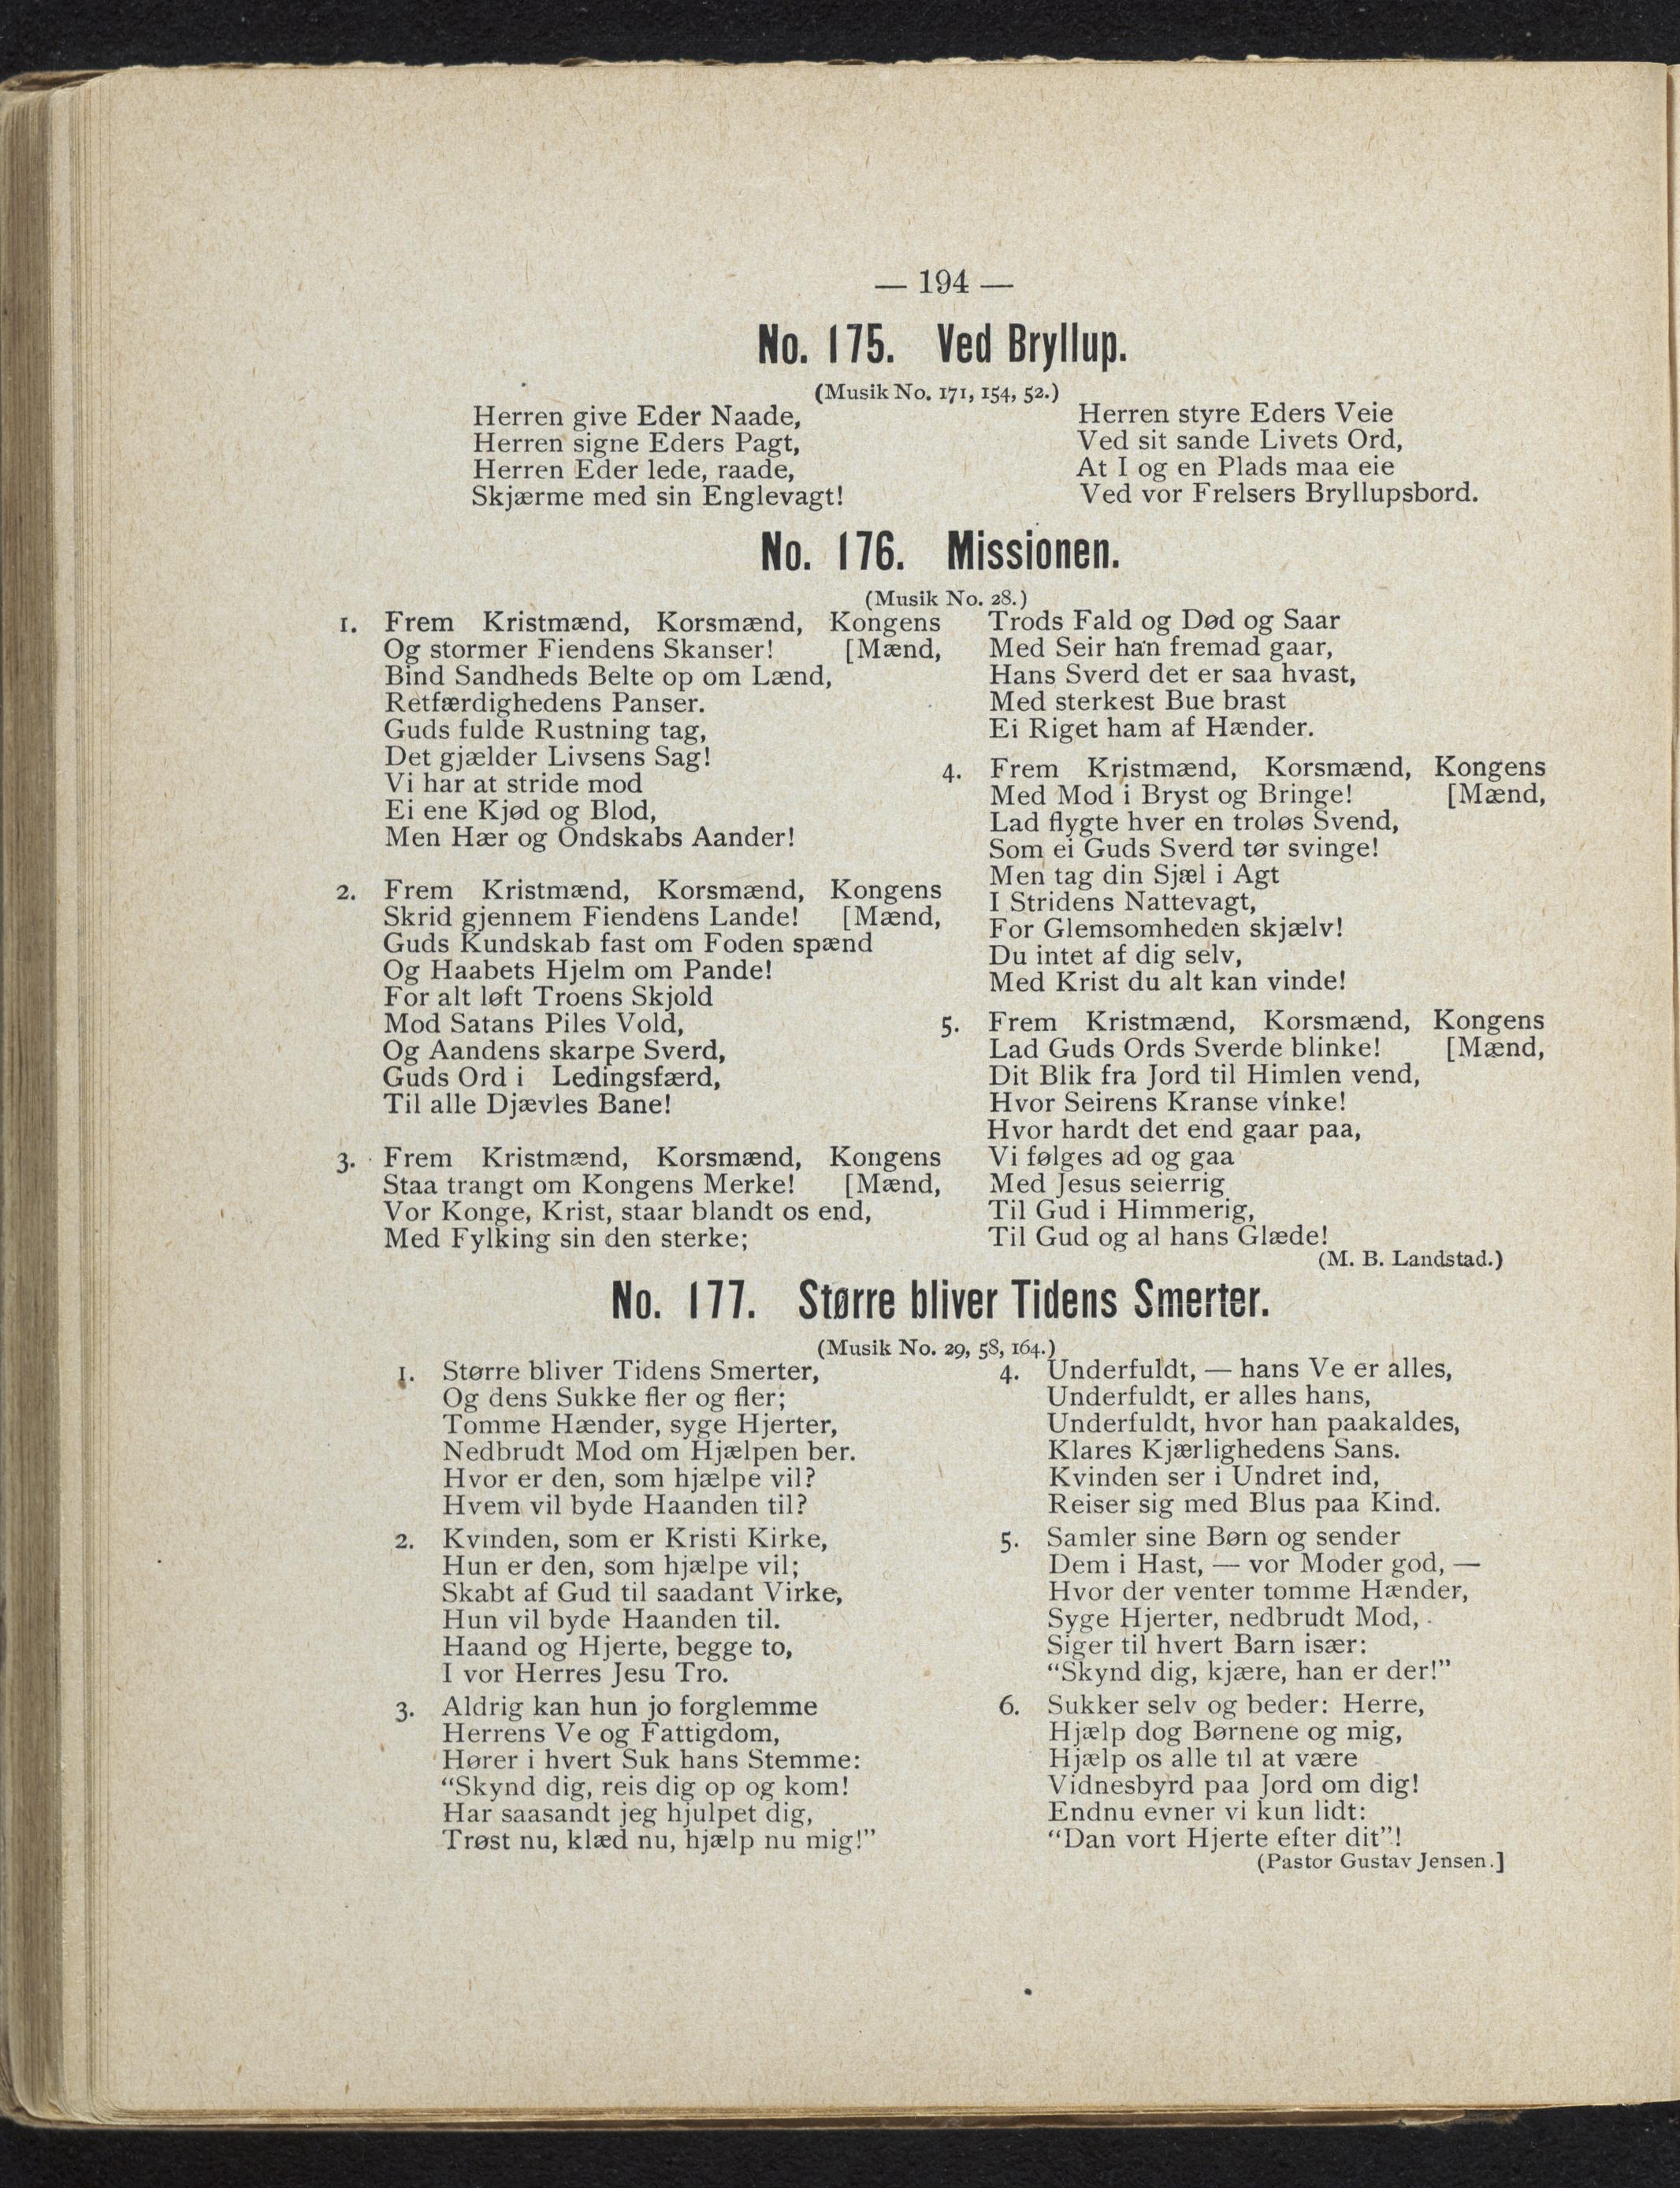 — 194 —
No. 175. Ved Bryllup.
(Musik No. 171, 154, 52.)
Herren give Eder Naade,
Herren signe Eders Pagt,
Herren Eder lede, raade,
Skjærme med sin Englevagt!
Herren styre Eders Veie
Ved sit sande Livets Ord,
At I og en Plads maa eie
Ved vor Frelsers Bryllupsbord.
No. 176. Missionen.
(Musik No. 28.)
1. Frem Kristmænd, Korsmænd, Kongens
Og stormer Fiendens Skanser! [Mænd,
Bind Sandheds Belte op om Lænd,
Retfærdighedens Panser.
Guds fulde Rustning tag,
Det gjælder Livsens Sag!
Vi har at stride mod
Ei ene Kjød og Blod,
Men Hær og Ondskabs Aander!
2. Frem Kristmænd, Korsmænd, Kongens
Skrid gjennem Fiendens Lande! [Mænd,
Guds Kundskab fast om Foden spænd
Og Haabets Hjelm om Pande!
For alt løft Troens Skjold
Mod Satans Piles Vold,
Og Aandens skarpe Sverd,
Guds Ord i Ledingsfærd,
Til alle Djævles Bane!
3. Frem Kristmænd, Korsmænd, Kongens
Staa trangt om Kongens Merke! [Mænd,
Vor Konge, Krist, staar blandt os end,
Med Fylking sin den sterke;
Trods Fald og Død og Saar
Med Seir han fremad gaar,
Hans Sverd det er saa hvast,
Med sterkest Bue brast
Ei Riget ham af Hænder.
4. Frem Kristmænd, Korsmænd, Kongens
Med Mod i Bryst og Bringe! [Mænd,
Lad flygte hver en troløs Svend,
Som ei Guds Sverd tør svinge!
Men tag din Sjæl i Agt
I Stridens Nattevagt,
For Glemsomheden skjælv!
Du intet af dig selv,
Med Krist du alt kan vinde!
5. Frem Kristmænd, Korsmænd, Kongens
Lad Guds Ords Sverde blinke! [Mænd,
Dit Blik fra Jord til Himlen vend,
Hvor Seirens Kranse vinke!
Hvor hardt det end gaar paa,
Vi følges ad og gaa
Med Jesus seierrig
Til Gud i Himmerig,
Til Gud og al hans Glæde!
(M. B. Landstad.)
No. 177. Større bliver Tidens Smerter.
(Musik No. 29, 58, 164.)
1. Større bliver Tidens Smerter,
Og dens Sukke fler og fler;
Tomme Hænder, syge Hjerter,
Nedbrudt Mod om Hjælpen ber.
Hvor er den, som hjælpe vil?
Hvem vil byde Haanden til?
2. Kvinden, som er Kristi Kirke,
Hun er den, som hjælpe vil;
Skabt af Gud til saadant Virke,
Hun vil byde Haanden til.
Haand og Hjerte, begge to,
I vor Herres Jesu Tro.
3. Aldrig kan hun jo forglemme
Herrens Ve og Fattigdom,
Hører i hvert Suk hans Stemme:
“Skynd dig, reis dig op og kom!
Har saasandt jeg hjulpet dig,
Trøst nu, klæd nu, hjælp nu mig!”
4. Underfuldt, — hans Ve er alles,
Underfuldt, er alles hans,
Underfuldt, hvor han paakaldes,
Klares Kjærlighedens Sans.
Kvinden ser i Undret ind,
Reiser sig med Blus paa Kind.
5. Samler sine Børn og sender
Dem i Hast, — vor Moder god, —
Hvor der venter tomme Hænder,
Syge Hjerter, nedbrudt Mod,
Siger til hvert Barn især:
“Skynd dig, kjære, han er der!”
6. Sukker selv og beder: Herre,
Hjælp dog Børnene og mig,
Hjælp os alle til at være
Vidnesbyrd paa Jord om dig!
Endnu evner vi kun lidt:
“Dan vort Hjerte efter dit”!
(Pastor Gustav Jensen.]